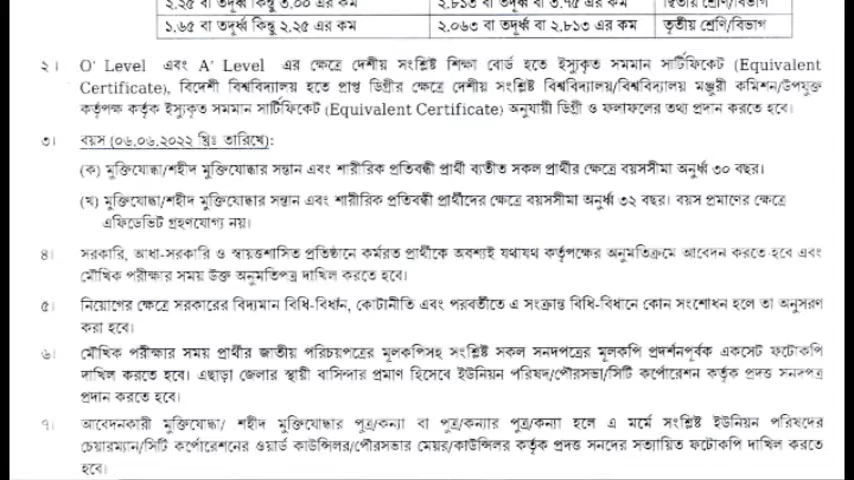 ২.২৫ বা তদূর্ধ্ব কিন্তু ৩.০০ এর কম ২.৮১৩ বা তদূর্ধ্ব বা ৩.৭৫ এর কম দ্বিতীয় শ্রেণি/বিভাগ
১.৬৫ বা তদূর্ধ্ব কিন্তু ২.২৫ এর কম ২.০৬৩ বা তদূর্ধ্ব বা ২.৮১৩ এর কম তৃতীয় শ্রেণি/বিভাগ
২। O' Level এবং A' Level এর ক্ষেত্রে দেশীয় সংশ্লিষ্ট শিক্ষা বোর্ড হতে ইস্যুকৃত সমমান সার্টিফিকেট (Equivalent
Certificate), বিদেশী বিশ্ববিদ্যালয় হতে প্রাপ্ত ডিগ্রীর ক্ষেত্রে দেশীয় সংশ্লিষ্ট বিশ্ববিদ্যালয়/বিশ্ববিদ্যালয় মঞ্জুরী কমিশন/উপযুক্ত
কর্তৃপক্ষ কর্তৃক ইস্যুকৃত সমমান সার্টিফিকেট (Equivalent Certificate) অনুযায়ী ডিগ্রী ও ফলাফলের তথ্য প্রদান করতে হবে।
৩। বয়স (০৬.০৬.২০২২ খ্রিঃ তারিখে):
(ক) মুক্তিযোদ্ধা/শহীদ মুক্তিযোদ্ধার সন্তান এবং শারীরিক প্রতিবন্ধী প্রার্থী ব্যতীত সকল প্রার্থীর ক্ষেত্রে বয়সসীমা অনুর্ধ্ব ৩০ বছর।
(খ) মুক্তিযোদ্ধা/শহীদ মুক্তিযোদ্ধার সন্তান এবং শারীরিক প্রতিবন্ধী প্রার্থীদের ক্ষেত্রে বয়সসীমা অনুর্ধ্ব ৩২ বছর। বয়স প্রমাণের ক্ষেত্রে
এফিডেভিট গ্রহণযোগ্য নয়।
৪। সরকারি, আধা-সরকারি ও স্বায়ত্তশাসিত প্রতিষ্ঠানে কর্মরত প্রার্থীকে অবশ্যই যথাযথ কর্তৃপক্ষের অনুমতিক্রমে আবেদন করতে হবে এবং
মৌখিক পরীক্ষার সময় উক্ত অনুমতিপত্র দাখিল করতে হবে।
৫। নিয়োগের ক্ষেত্রে সরকারের বিদ্যমান বিধি-বিধান, কোটানীতি এবং পরবর্তীতে এ সংক্রান্ত বিধি-বিধানে কোন সংশোধন হলে তা অনুসরণ
করা হবে।
৬। মৌখিক পরীক্ষার সময় প্রার্থীর জাতীয় পরিচয়পত্রের মূলকপিসহ সংশ্লিষ্ট সকল সনদপত্রের মূলকপি প্রদর্শনপূর্বক একসেট ফটোকপি
দাখিল করতে হবে। এছাড়া জেলার স্থায়ী বাসিন্দার প্রমাণ হিসেবে ইউনিয়ন পরিষদ/পৌরসভা/সিটি কর্পোরেশন কর্তৃক প্রদত্ত সনদপত্র
প্রদান করতে হবে।
৭। আবেদনকারী মুক্তিযোদ্ধা/ শহীদ মুক্তিযোদ্ধার পুত্র/কন্যা বা পুত্র/কন্যার পুত্র/কন্যা হলে এ মর্মে সংশ্লিষ্ট ইউনিয়ন পরিষদের
চেয়ারম্যান/সিটি কর্পোরেশনের ওয়ার্ড কাউন্সিলর/পৌরসভার মেয়র/কাউন্সিলর কর্তৃক প্রদত্ত সনদের সত্যায়িত ফটোকপি দাখিল করতে
হবে।